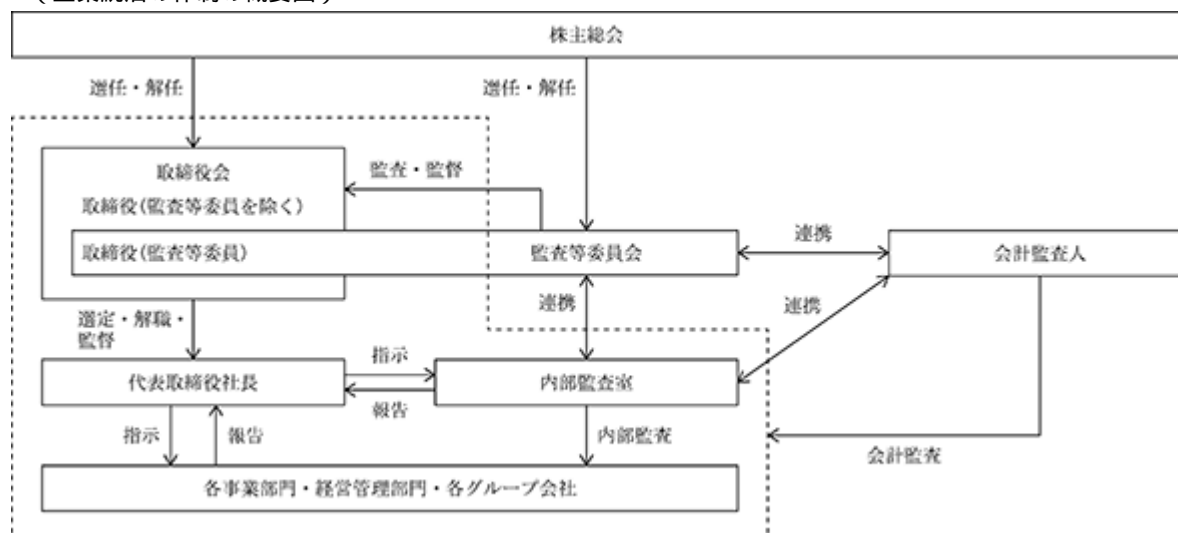 株主総会
選任・解任
選任・解任
取締役会
取締役(監査等委員を除く)
監査・監督
取締役(監査等委員)
監査等委員会
連携
会計監査人
連携
連携
選定・解職・
監督
代表取締役社長
指示
報告
内部監査室
指示
報告
内部監査
会計監査
各事業部門・経営管理部門・各グループ会社